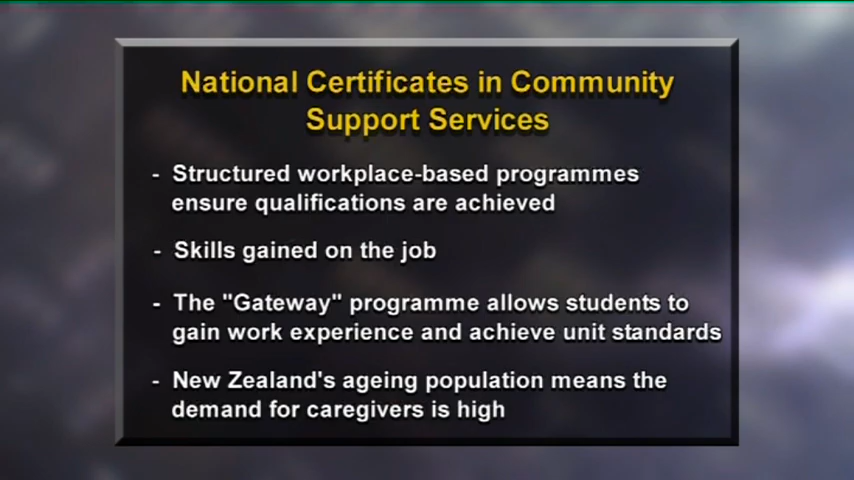 National Certificates in Community
Support Services
- Structured workplace-based programmes
ensure qualifications are achieved
- Skills gained on the job
- The "Gateway" programme allows students to
gain work experience and achieve unit standards
- New Zealand's ageing population means the
demand for caregivers is high